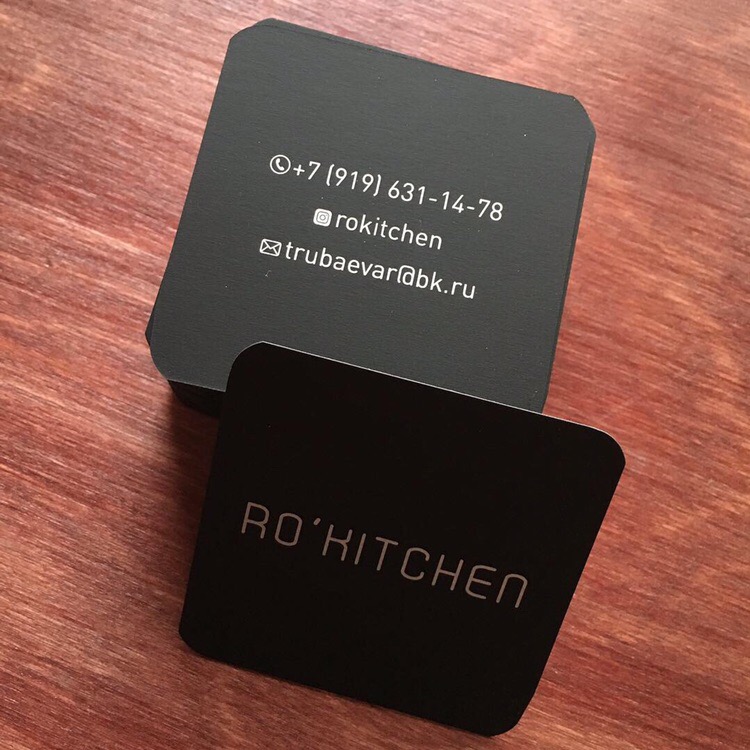 +7 (919) 631-14-78
rokitchen
trubaevar@bk.ru
RO'KITCHEN